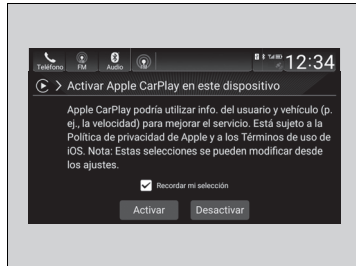 Teléfono FM Audio 12:34
Activar Apple CarPlay en este dispositivo
Apple CarPlay podría utilizar info. del usuario y vehículo (p.
ej., la velocidad) para mejorar el servicio. Está sujeto a la
Política de privacidad de Apple y a los Términos de uso de
iOS. Nota: Estas selecciones se pueden modificar desde
los ajustes.
Recordar mi selección
Activar Desactivar